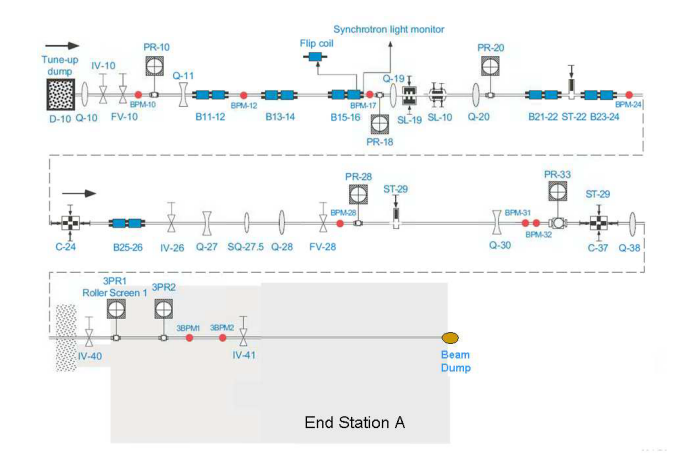 Synchrotron light monitor
Flip coil
PR-10
PR-20
Tune-up
dump
IV-10
Q-11
Q-19
ST-22
BPM-10
BPM-12
BPM-17
BPM-24
D-10
Q-10
FV-10
B11-12
B13-14
B15-16
PR-18
SL-19
SL-10
Q-20
B21-22
B23-24
PR-28
ST-29
PR-33
ST-29
BPM-28
BPM-31
BPM-32
C-24
B25-26
IV-26
Q-27
SQ-27.5
Q-28
FV-28
Q-30
C-37
Q-38
3PR1
Roller Screen 1
3PR2
3BPM1
3BPM2
IV-40
IV-41
Beam
Dump
End Station A